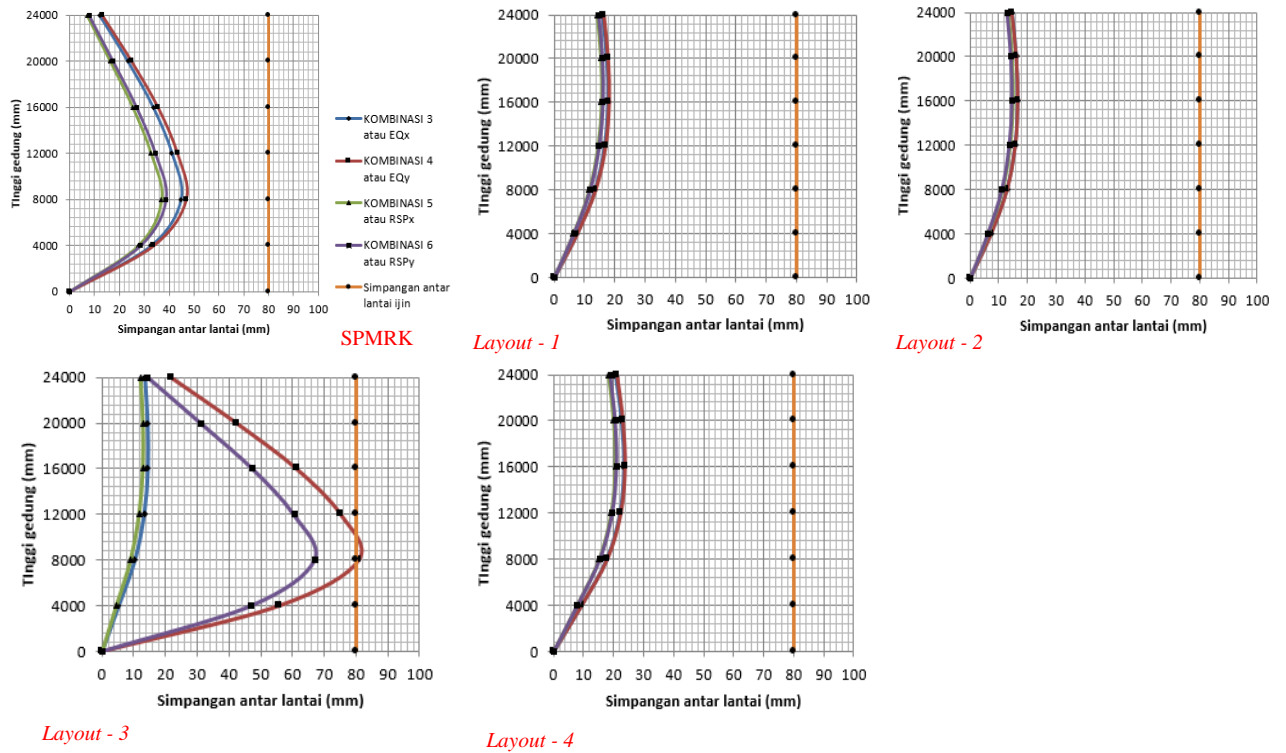 24000
20000
16000
12000
8000
4000
0
Tinggi gedung (mm)
0 10 20 30 40 50 60 70 80 90 100
Simpangan antar lantai (mm)
KOMBINASI 3
atau EQx
KOMBINASI 4
atau EQy
KOMBINASI 5
atau RSPx
KOMBINASI 6
atau RSPy
Simpangan antar
lantai ijin
SPMRK
24000
20000
16000
12000
8000
4000
0
Tinggi gedung (mm)
0 10 20 30 40 50 60 70 80 90 100
Simpangan antar lantai (mm)
Layout - 1
24000
20000
16000
12000
8000
4000
0
Tinggi gedung (mm)
0 10 20 30 40 50 60 70 80 90 100
Simpangan antar lantai (mm)
Layout - 2
24000
20000
16000
12000
8000
4000
0
Tinggi gedung (mm)
0 10 20 30 40 50 60 70 80 90 100
Simpangan antar lantai (mm)
Layout - 3
24000
20000
16000
12000
8000
4000
0
Tinggi gedung (mm)
0 10 20 30 40 50 60 70 80 90 100
Simpangan antar lantai (mm)
Layout - 4